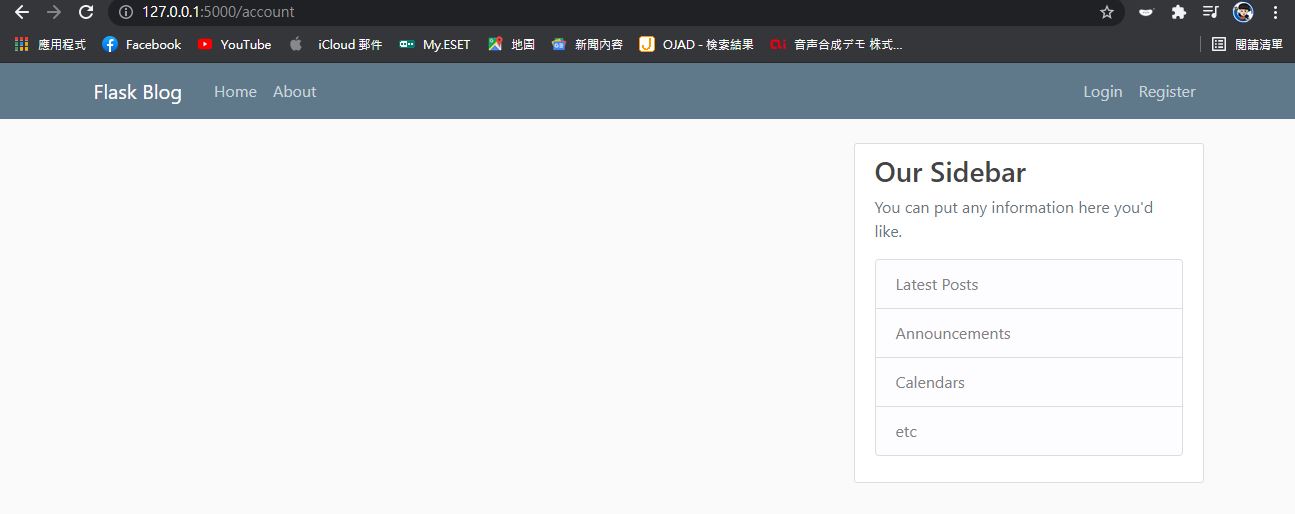 127.0.0.1:5000/account
應用程式 Facebook YouTube iCloud 郵件 My.ESET 地圖 新聞內容 OJAD - 検索結果 音声合成デモ 株式... 閱讀清單
Flask Blog Home About Login Register
Our Sidebar
You can put any information here you'd
like.
Latest Posts
Announcements
Calendars
etc